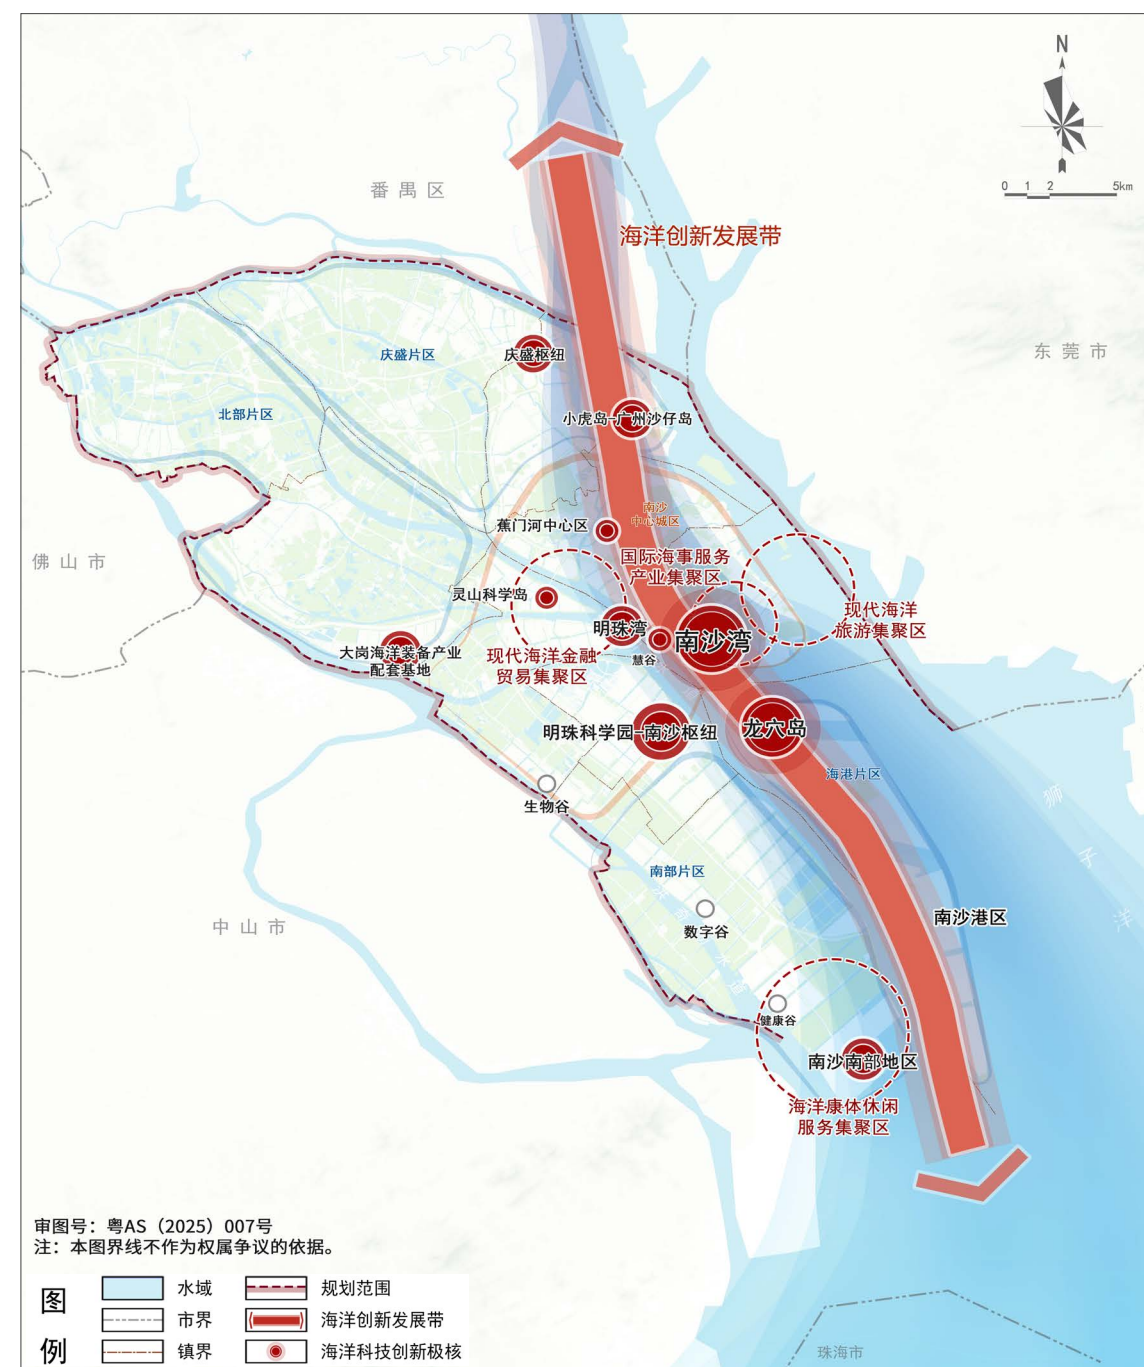 N
0 1 2 5km
番禺区
海洋创新发展带
东莞市
庆盛片区
庆盛枢纽
北部片区
小虎岛-广州沙仔岛
南沙
中心城区
蕉门河中心区
国际海事服务
产业集聚区
佛山市
灵山科学岛
现代海洋
旅游集聚区
明珠湾
南沙湾
慧谷
大岗海洋装备产业
配套基地
现代海洋金融
贸易集聚区
明珠科学园-南沙枢纽
龙穴岛
海港片区
生物谷
狮子洋
南部片区
数字谷
南沙港区
中山市
健康谷
南沙南部地区
海洋康体休闲
服务集聚区
审图号：粤AS（2025）007号
注：本图界线不作为权属争议的依据。
图例
水域
规划范围
市界
海洋创新发展带
镇界
海洋科技创新极核
珠海市